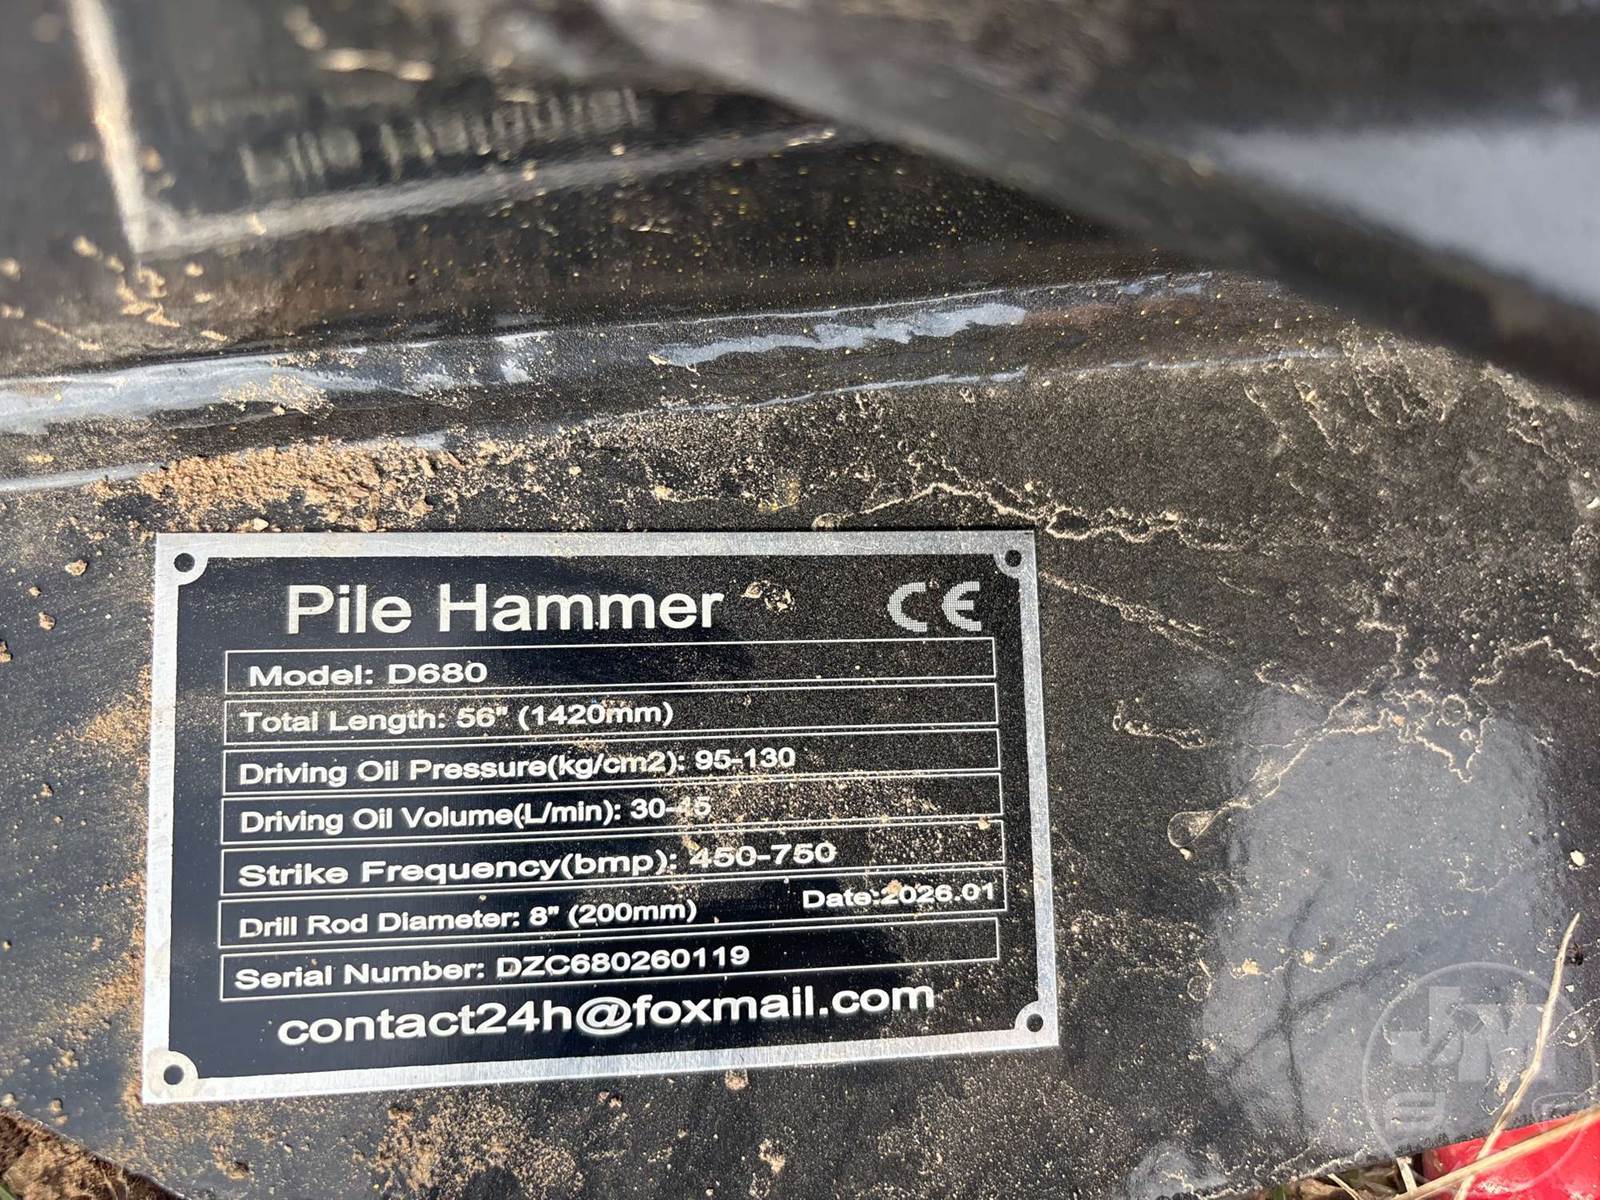 Pile Hammer CE
Model: D680
Total Length: 56" (1420mm)
Driving Oil Pressure(kg/cm2): 95-130
Driving Oil Volume(L/min): 30-45
Strike Frequency(bmp): 450-750
Drill Rod Diameter: 8" (200mm) Date:2026.01
Serial Number: DZC680260119
contact24h@foxmail.com